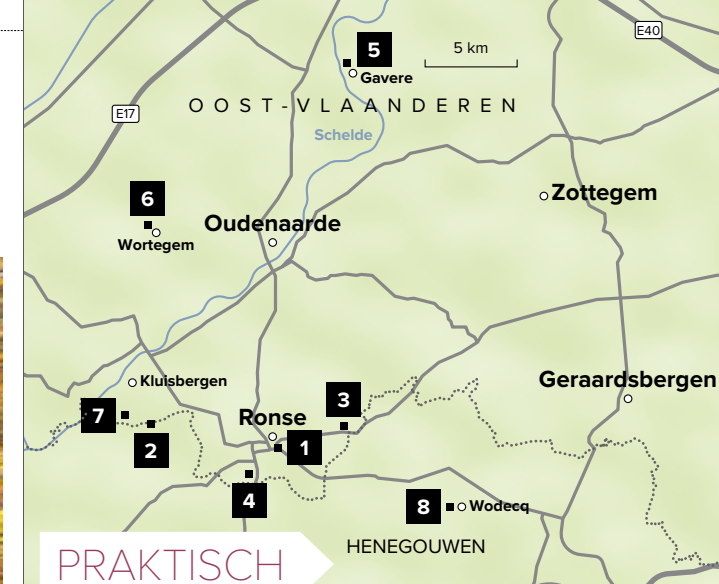 E40
5
5 km
Gavere
OOST-VLAANDEREN
E17
Schelde
6
Zottegem
Oudenaarde
Wortegem
Kluisbergen
Geraardsbergen
3
7
Ronse
2
1
4
8
Wodecq
HENEGOUWEN
PRAKTISCH